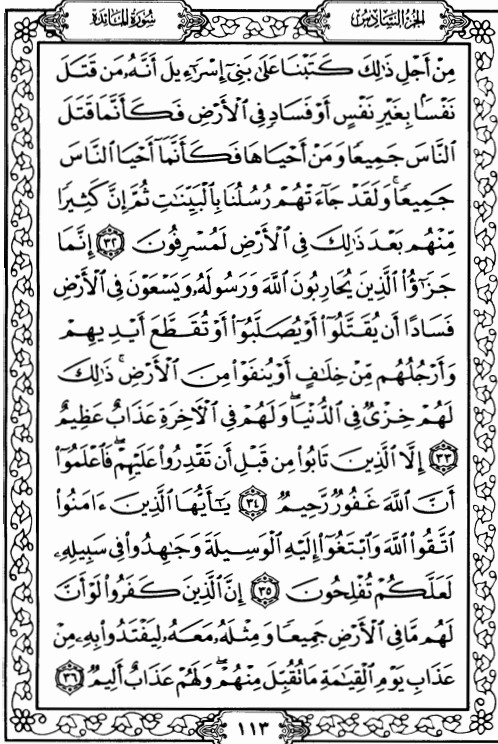 الجزء السادس
سورة المائدة
مِنْ أَجْلِ ذَٰلِكَ كَتَبْنَا عَلَىٰ بَنِىٓ إِسْرَٰٓءِيلَ أَنَّهُۥ مَن قَتَلَ
نَفْسًۢا بِغَيْرِ نَفْسٍ أَوْ فَسَادٍ فِى ٱلْأَرْضِ فَكَأَنَّمَا قَتَلَ
ٱلنَّاسَ جَمِيعًا وَمَنْ أَحْيَاهَا فَكَأَنَّمَآ أَحْيَا ٱلنَّاسَ
جَمِيعًا ۚ وَلَقَدْ جَآءَتْهُمْ رُسُلُنَا بِٱلْبَيِّنَٰتِ ثُمَّ إِنَّ كَثِيرًا
مِّنْهُم بَعْدَ ذَٰلِكَ فِى ٱلْأَرْضِ لَمُسْرِفُونَ ٣٢ إِنَّمَا
جَزَٰٓؤُا۟ ٱلَّذِينَ يُحَارِبُونَ ٱللَّهَ وَرَسُولَهُۥ وَيَسْعَوْنَ فِى ٱلْأَرْضِ
فَسَادًا أَن يُقَتَّلُوٓا۟ أَوْ يُصَلَّبُوٓا۟ أَوْ تُقَطَّعَ أَيْدِيهِمْ
وَأَرْجُلُهُم مِّنْ خِلَٰفٍ أَوْ يُنفَوْا۟ مِنَ ٱلْأَرْضِ ۚ ذَٰلِكَ
لَهُمْ خِزْىٌ فِى ٱلدُّنْيَا ۖ وَلَهُمْ فِى ٱلْءَاخِرَةِ عَذَابٌ عَظِيمٌ
٣٣ إِلَّا ٱلَّذِينَ تَابُوا۟ مِن قَبْلِ أَن تَقْدِرُوا۟ عَلَيْهِمْ ۖ فَٱعْلَمُوٓا۟
أَنَّ ٱللَّهَ غَفُورٌ رَّحِيمٌ ٣٤ يَٰٓأَيُّهَا ٱلَّذِينَ ءَامَنُوا۟
ٱتَّقُوا۟ ٱللَّهَ وَٱبْتَغُوٓا۟ إِلَيْهِ ٱلْوَسِيلَةَ وَجَٰهِدُوا۟ فِى سَبِيلِهِۦ
لَعَلَّكُمْ تُفْلِحُونَ ٣٥ إِنَّ ٱلَّذِينَ كَفَرُوا۟ لَوْ أَنَّ
لَهُم مَّا فِى ٱلْأَرْضِ جَمِيعًا وَمِثْلَهُۥ مَعَهُۥ لِيَفْتَدُوا۟ بِهِۦ مِنْ
عَذَابِ يَوْمِ ٱلْقِيَٰمَةِ مَا تُقُبِّلَ مِنْهُمْ ۖ وَلَهُمْ عَذَابٌ أَلِيمٌ ٣٦
١١٣